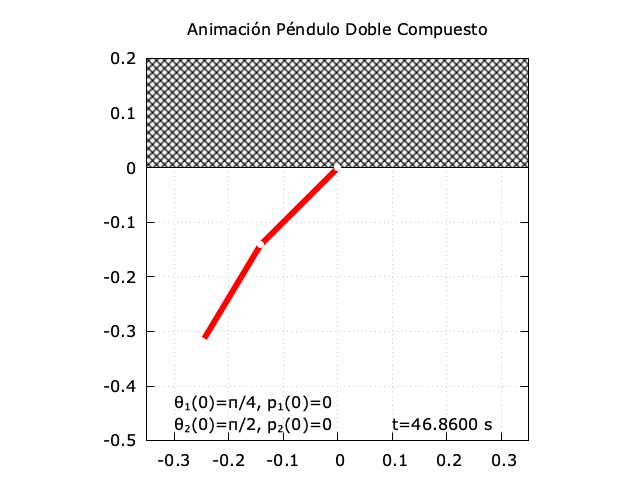 Animación Péndulo Doble Compuesto
0.2
0.1
0
-0.1
-0.2
-0.3
-0.4
-0.5
θ₁(0)=π/4, p₁(0)=0
θ₂(0)=π/2, p₂(0)=0
t=46.8600 s
-0.3 -0.2 -0.1 0 0.1 0.2 0.3